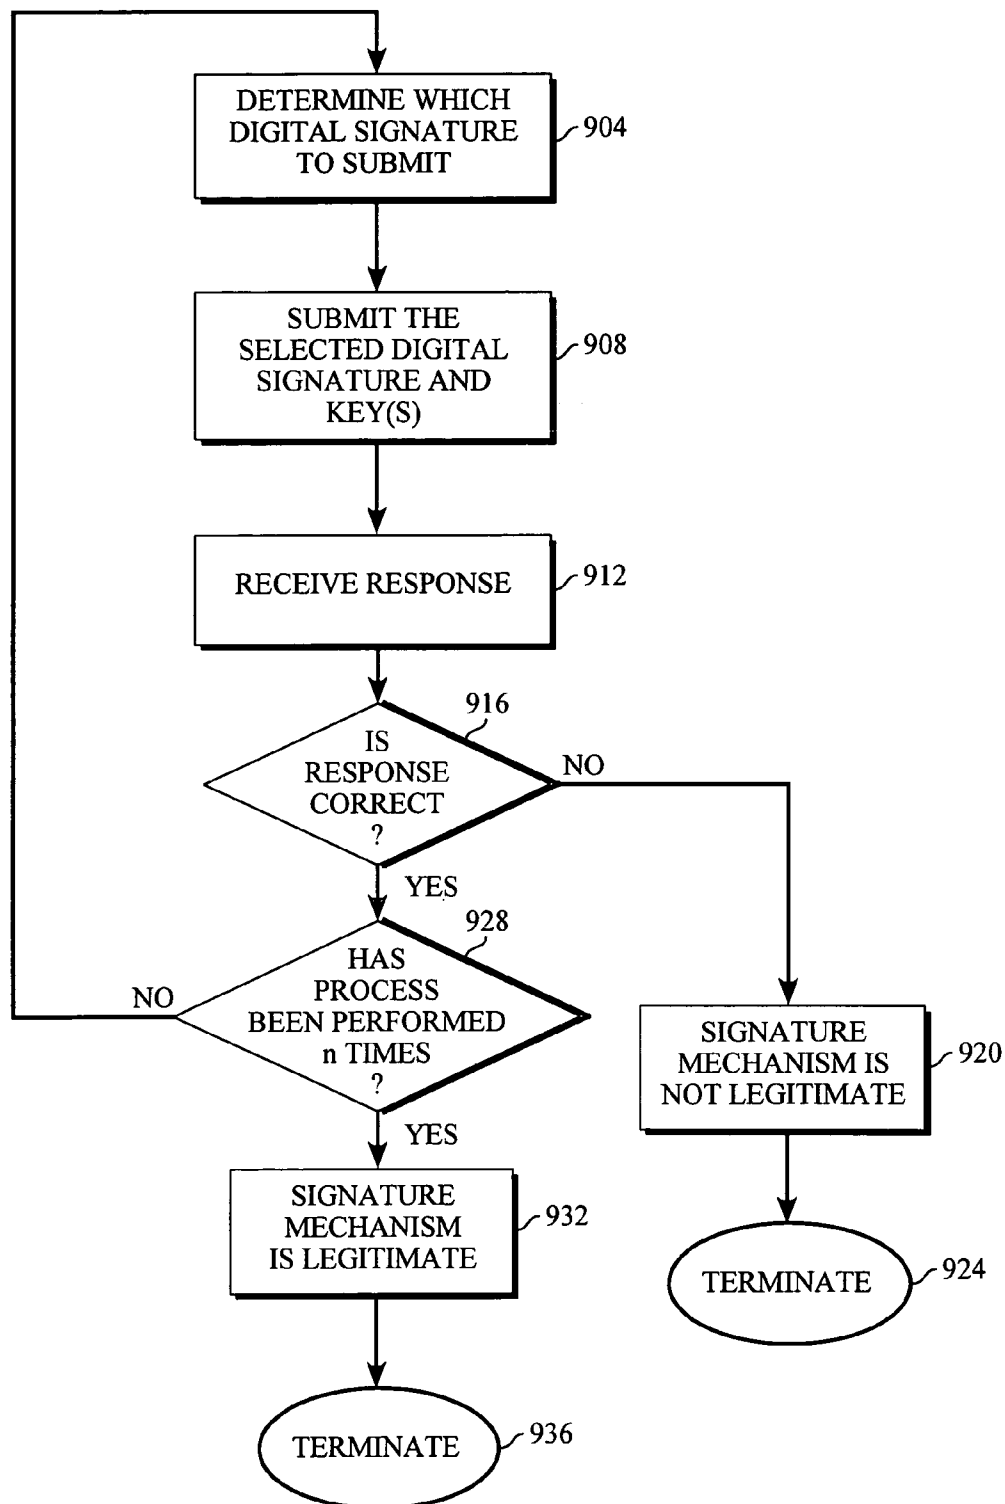 DETERMINE WHICH
DIGITAL SIGNATURE
TO SUBMIT
904
SUBMIT THE
SELECTED DIGITAL
SIGNATURE AND
KEY(S)
908
RECEIVE RESPONSE
912
916
IS
RESPONSE
CORRECT
?
NO
YES
928
HAS
PROCESS
BEEN PERFORMED
n TIMES
?
NO
YES
SIGNATURE
MECHANISM IS
NOT LEGITIMATE
920
SIGNATURE
MECHANISM
IS LEGITIMATE
932
TERMINATE
924
TERMINATE
936